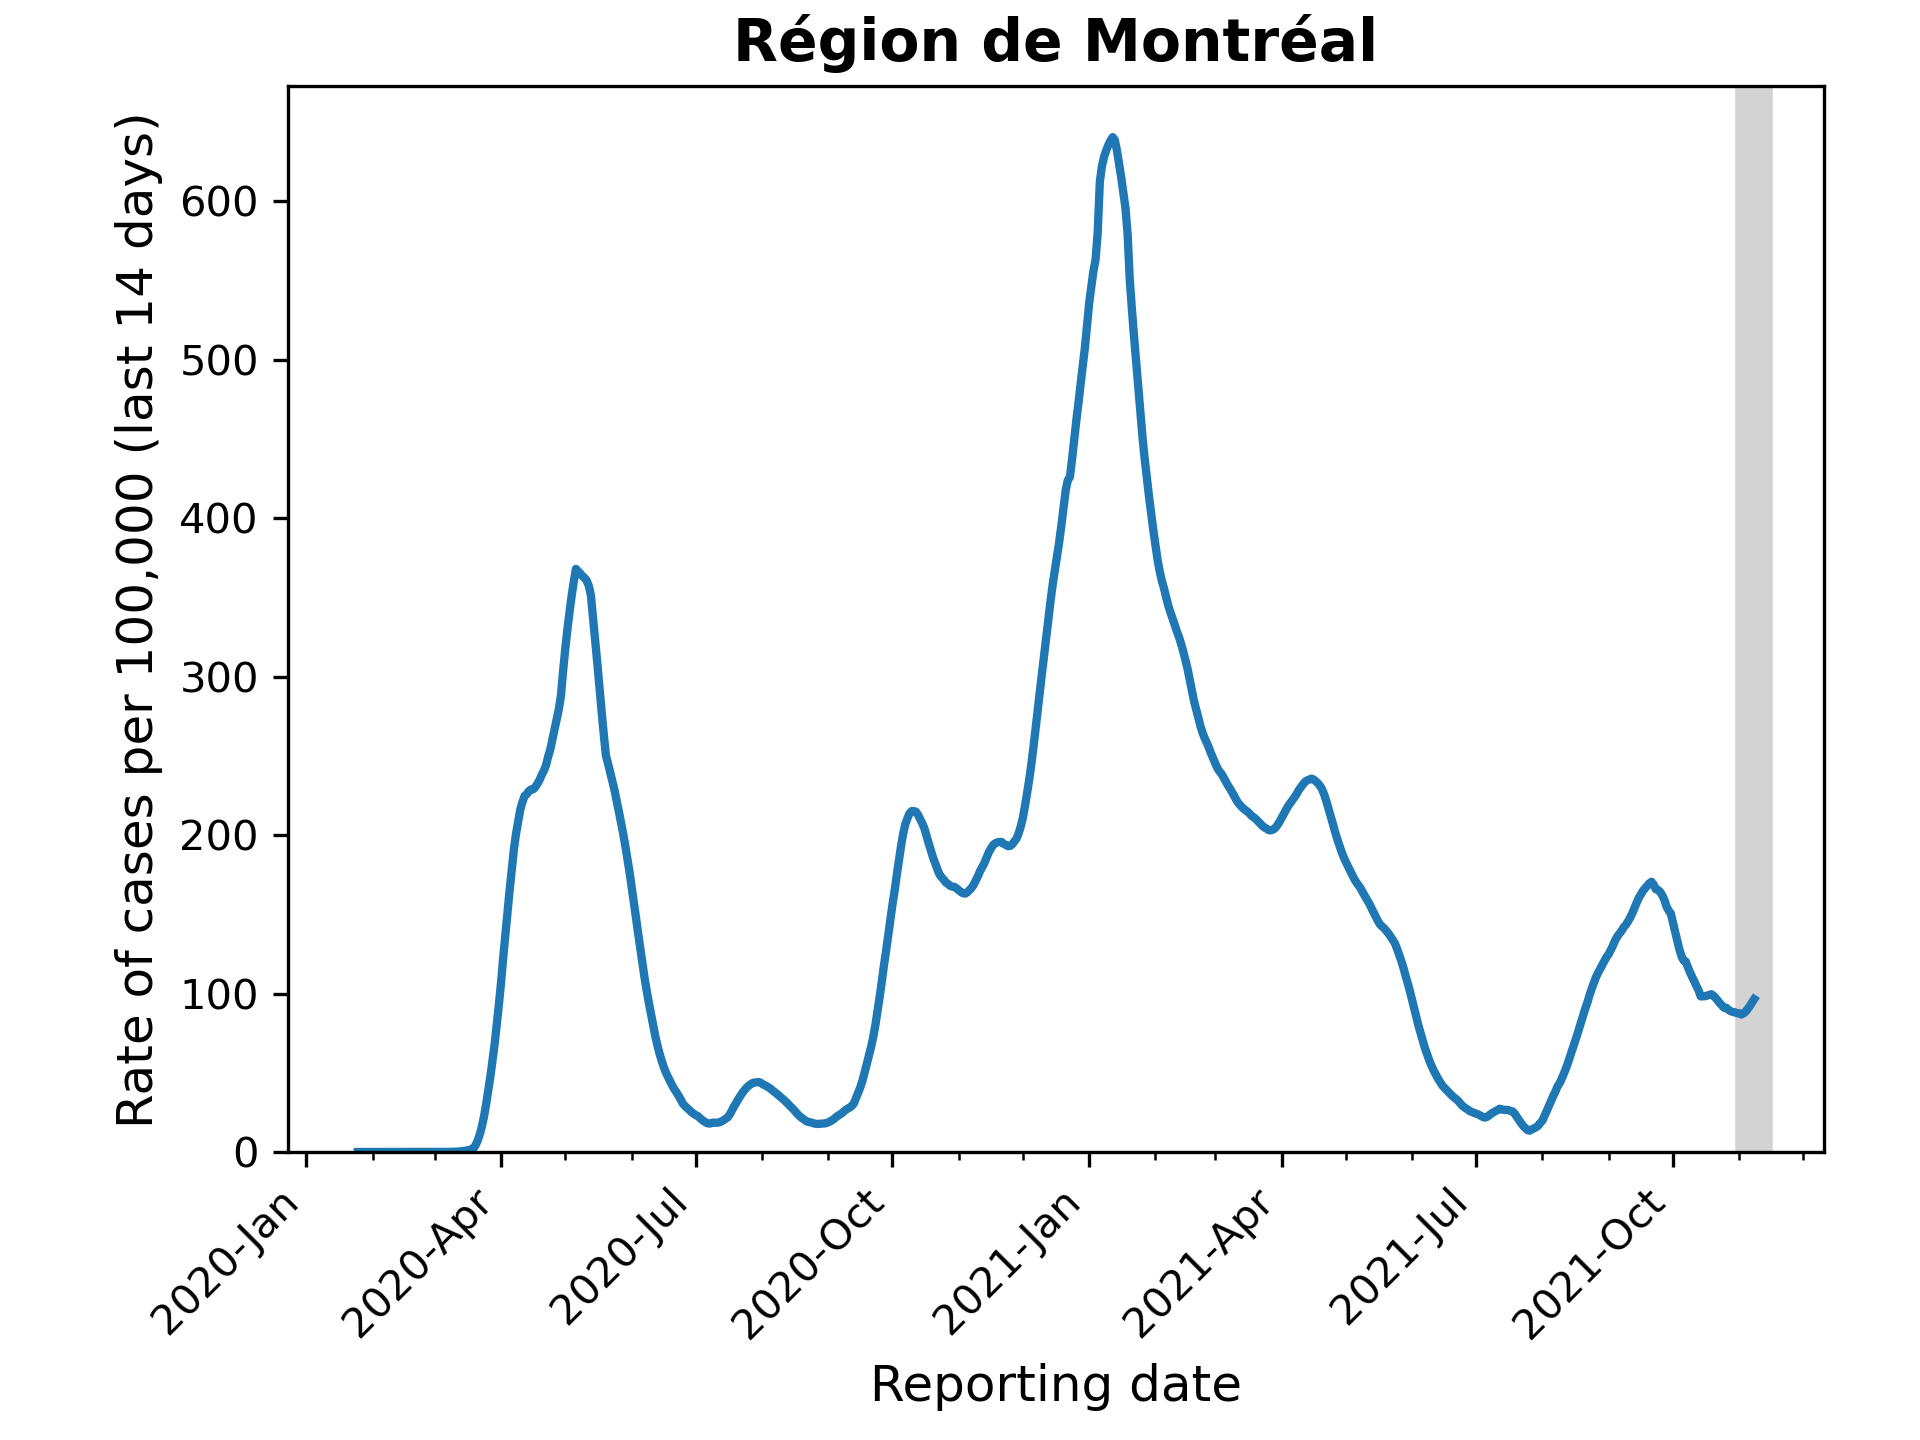 Région de Montréal
Rate of cases per 100,000 (last 14 days)
600
500
400
300
200
100
0
2020-Jan
2020-Apr
2020-Jul
2020-Oct
2021-Jan
2021-Apr
2021-Jul
2021-Oct
Reporting date